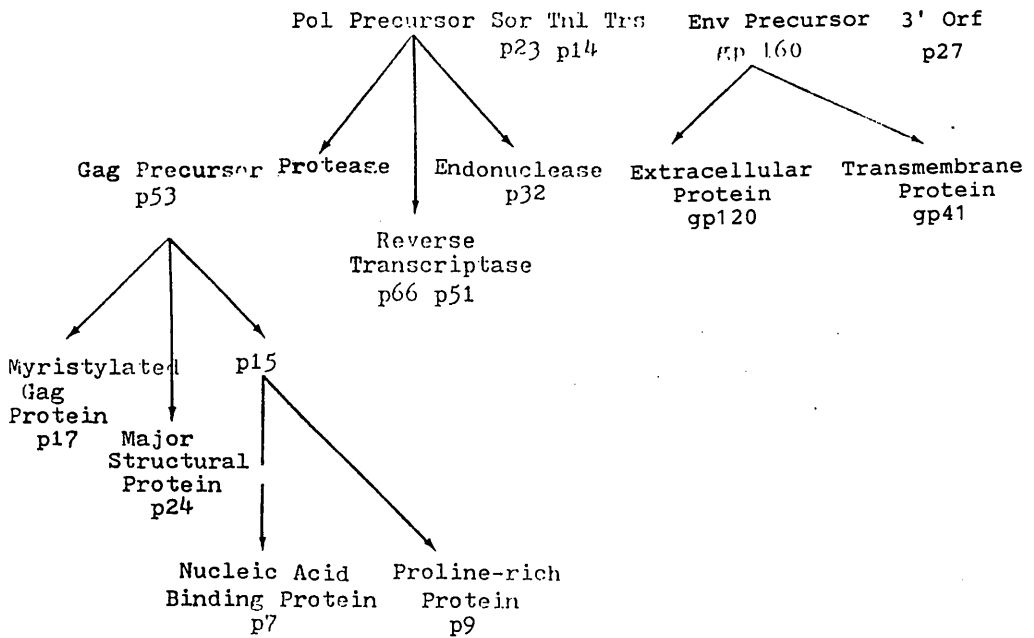 Pol Precursor Sor Tnl Trs Env Precursor 3' Orf
p23 p14 gp 160 p27
Gag Precursor Protease Endonuclease Extracellular Transmembrane
p53 p32 Protein Protein
gp120 gp41
Reverse
Transcriptase
p66 p51
Myristylated p15
Gag
Protein
p17 Major
Structural
Protein
p24
Nucleic Acid Proline-rich
Binding Protein Protein
p7 p9